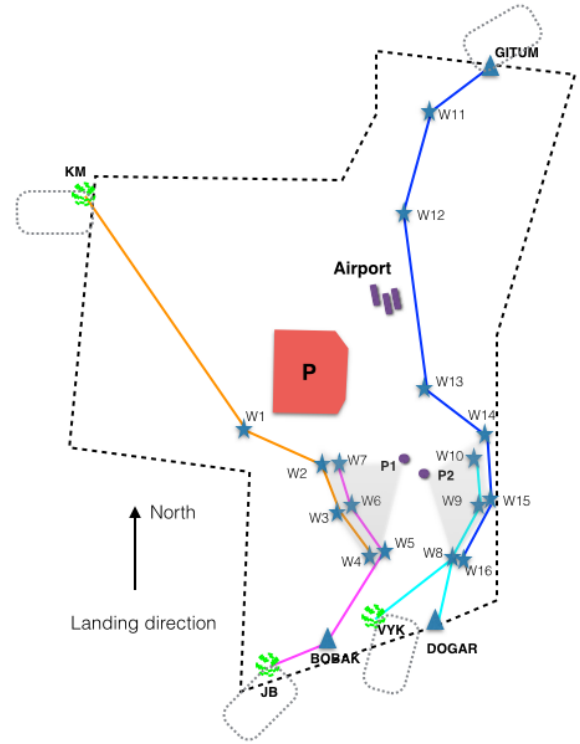 GITUM
W11
KM
W12
Airport
P
W13
W1
W14
W2
W7
P1
W10
P2
W6
W9
W15
W3
North
W5
W4
W8
W16
Landing direction
VYK
DOGAR
BOBAK
JB